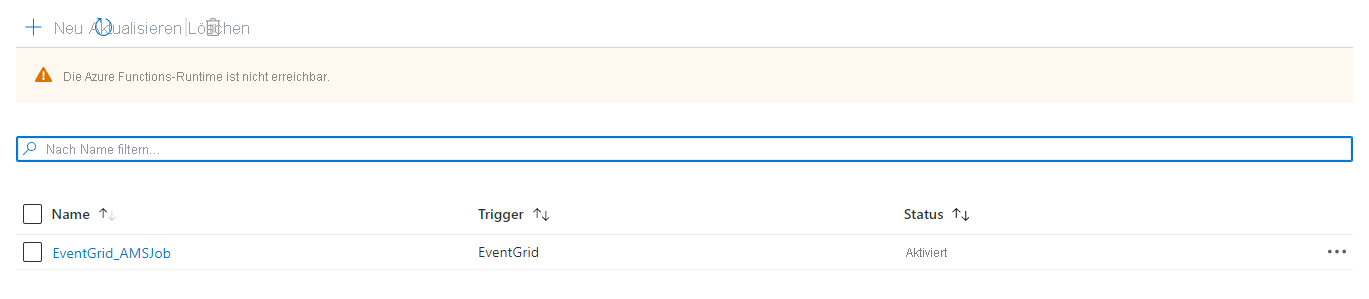 Neu Aktualisieren Löschen
Die Azure Functions-Runtime ist nicht erreichbar.
Nach Name filtern...
Name Trigger Status
EventGrid_AMSJob EventGrid Aktiviert